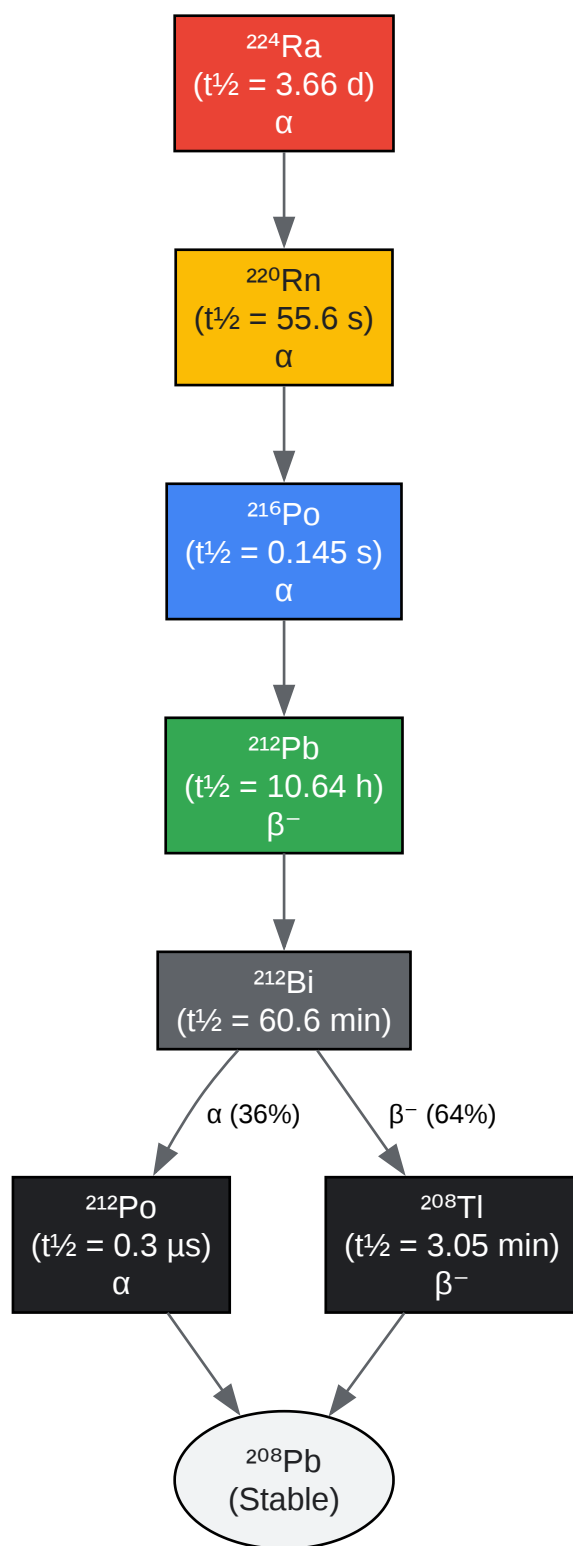 ²²⁴Ra
(t½ = 3.66 d)
α
²²⁰Rn
(t½ = 55.6 s)
α
²¹⁶Po
(t½ = 0.145 s)
α
²¹²Pb
(t½ = 10.64 h)
β⁻
²¹²Bi
(t½ = 60.6 min)
α (36%)
β⁻ (64%)
²¹²Po
(t½ = 0.3 µs)
α
²⁰⁸Tl
(t½ = 3.05 min)
β⁻
²⁰⁸Pb
(Stable)